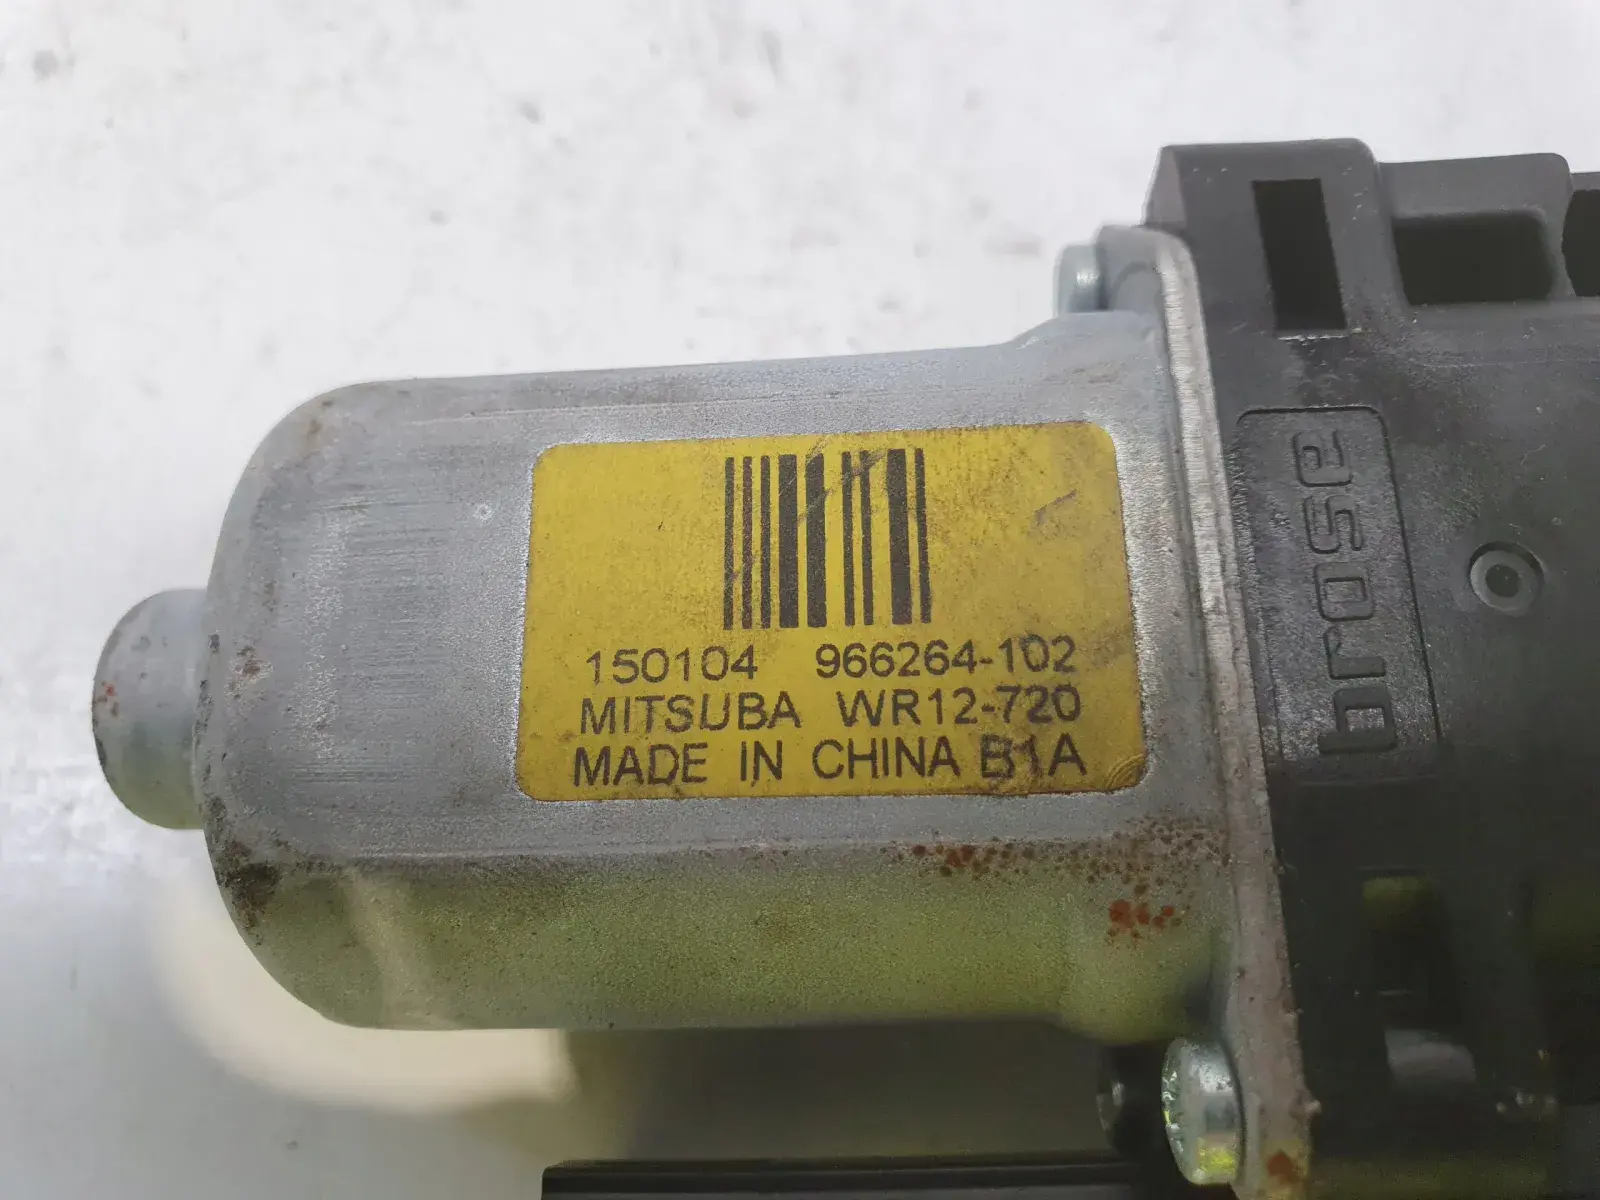 150104 966264-102
MITSUBA WR12-720
MADE IN CHINA B1A
brose